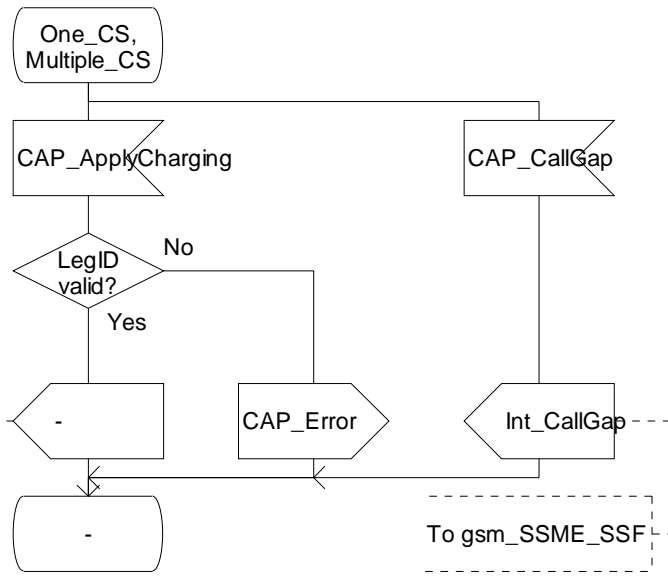 One_CS,
Multiple_CS
CAP_ApplyCharging
CAP_CallGap
LegID
valid?
No
Yes
-
CAP_Error
Int_CallGap
-
To gsm_SSME_SSF